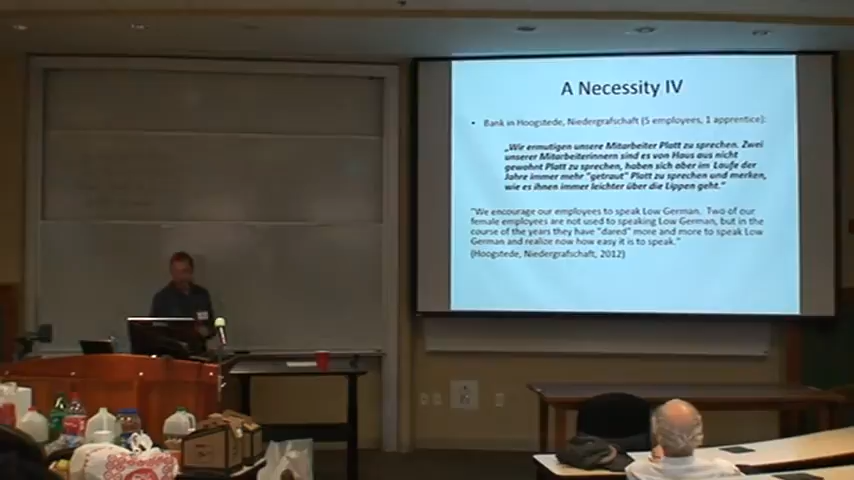 A Necessity IV
• Bank in Hoogstede, Niedergrafschaft (5 employees, 1 apprentice):
„Wir ermutigen unsere Mitarbeiter Platt zu sprechen. Zwei
unserer Mitarbeiterinnern sind es von Haus aus nicht
gewohnt Platt zu sprechen, haben sich aber im Laufe der
Jahre immer mehr "getraut" Platt zu sprechen und merken,
wie es ihnen immer leichter über die Lippen geht.“
"We encourage our employees to speak Low German. Two of our
female employees are not used to speaking Low German, but in the
course of the years they have "dared" more and more to speak Low
German and realize now how easy it is to speak."
(Hoogstede, Niedergrafschaft, 2012)